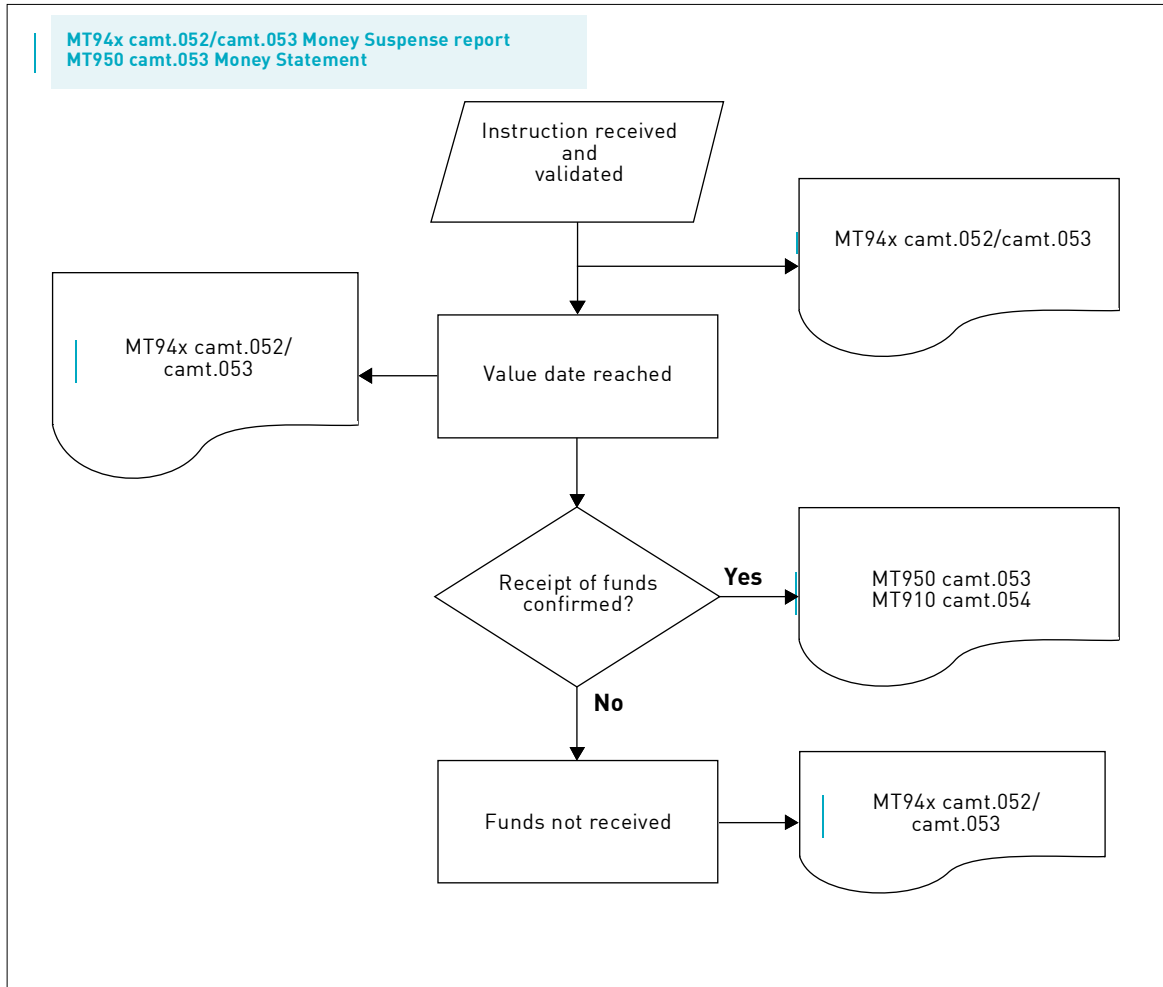 MT94x camt.052/camt.053 Money Suspense report
MT950 camt.053 Money Statement
Instruction received
and
validated
MT94x camt.052/camt.053
MT94x camt.052/
camt.053
Value date reached
Receipt of funds
confirmed?
Yes
MT950 camt.053
MT910 camt.054
No
Funds not received
MT94x camt.052/
camt.053